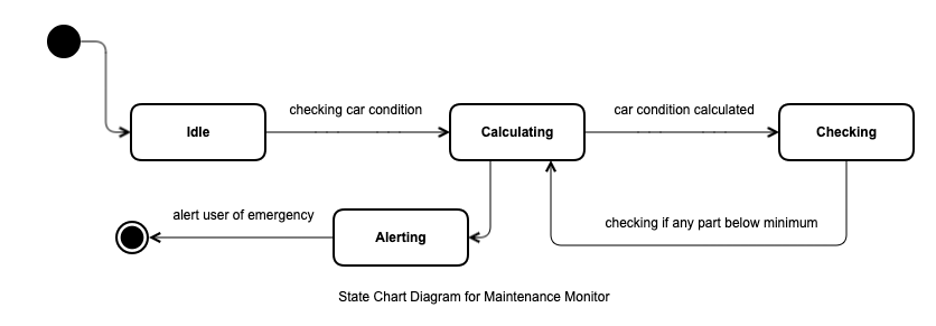 checking car condition
car condition calculated
Idle
Calculating
Checking
alert user of emergency
checking if any part below minimum
Alerting
State Chart Diagram for Maintenance Monitor